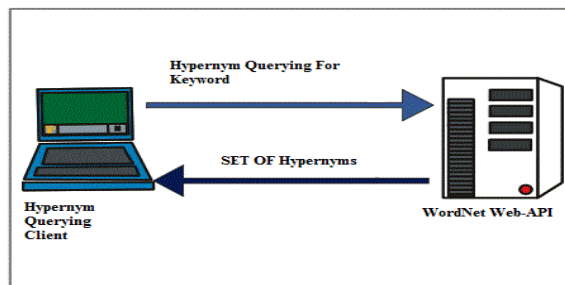 Hypernym Querying For
Keyword
SET OF Hypernyms
Hypernym
Querying
Client
WordNet Web-API